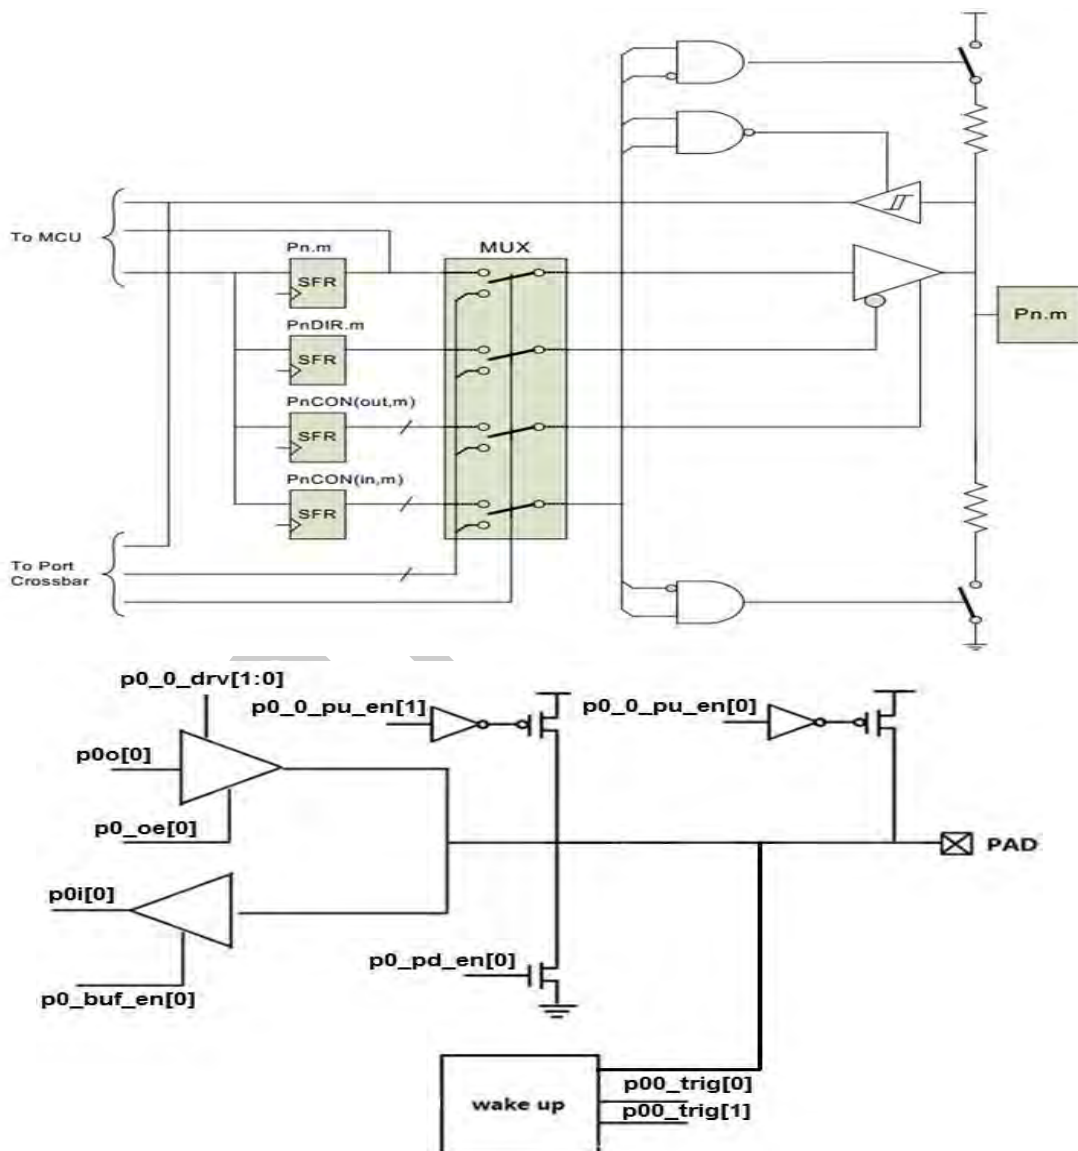 To MCU
Pn.m
SFR
MUX
PnDIR.m
SFR
Pn.m
PnCON(out,m)
SFR
PnCON(in,m)
SFR
To Port
Crossbar
p0_0_drv[1:0]
p0_0_pu_en[1]
p0_0_pu_en[0]
p0o[0]
p0_oe[0]
PAD
p0i[0]
p0_pd_en[0]
p0_buf_en[0]
p00_trig[0]
wake up
p00_trig[1]